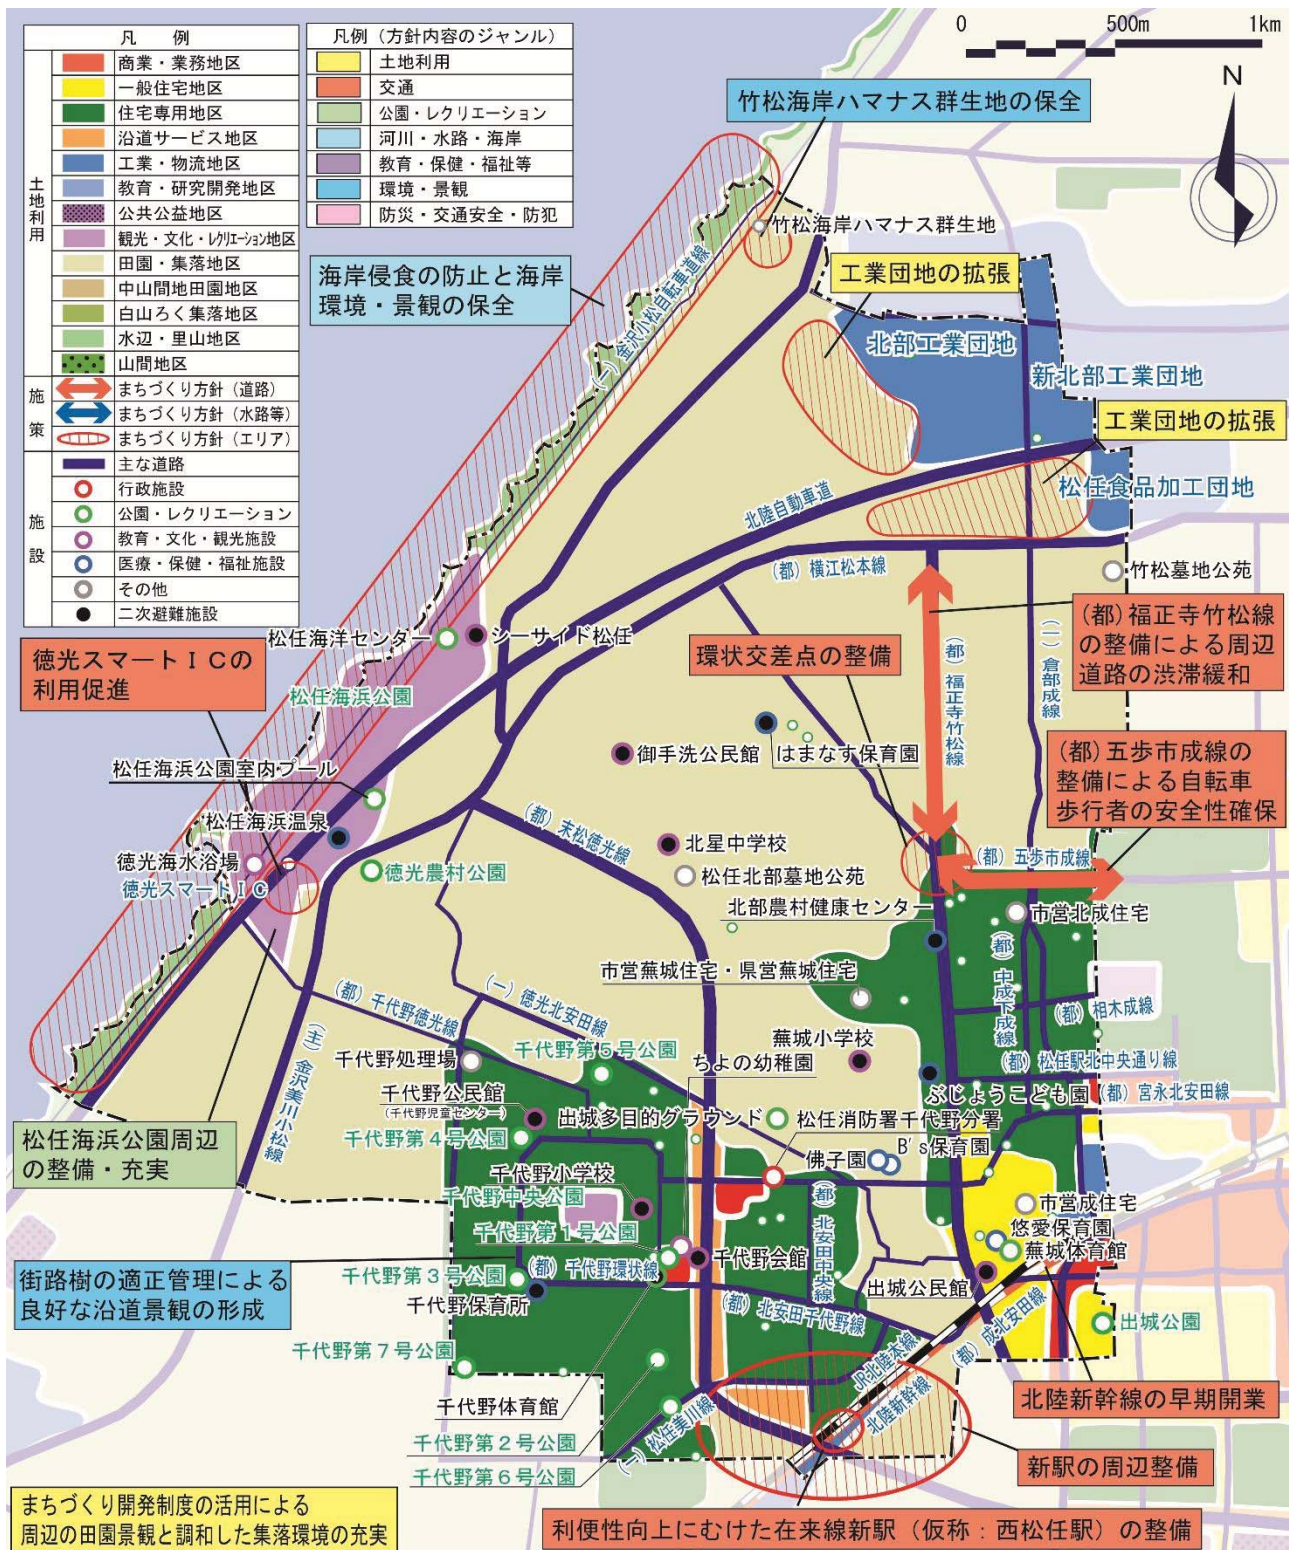 凡　例
土地利用
商業・業務地区
一般住宅地区
住宅専用地区
沿道サービス地区
工業・物流地区
教育・研究開発地区
公共公益地区
観光・文化・レクリエーション地区
田園・集落地区
中山間地田園地区
白山ろく集落地区
水辺・里山地区
山間地区
施策
まちづくり方針（道路）
まちづくり方針（水路等）
まちづくり方針（エリア）
施設
主な道路
行政施設
公園・レクリエーション
教育・文化・観光施設
医療・保健・福祉施設
その他
二次避難施設
凡例（方針内容のジャンル）
土地利用
交通
公園・レクリエーション
河川・水路・海岸
教育・保健・福祉等
環境・景観
防災・交通安全・防犯
0 500m 1km
N
竹松海岸ハマナス群生地の保全
竹松海岸ハマナス群生地
海岸侵食の防止と海岸
環境・景観の保全
（一）金沢小松自転車道線
工業団地の拡張
北部工業団地
新北部工業団地
工業団地の拡張
松任食品加工団地
北陸自動車道
（都）横江松本線
竹松墓地公苑
（都）福正寺竹松線
の整備による周辺
道路の渋滞緩和
（都）福正寺竹松線
（一）倉部成線
環状交差点の整備
松任海洋センター
シーサイド松任
徳光スマートＩＣの
利用促進
松任海浜公園
御手洗公民館
はまなす保育園
（都）五歩市成線の
整備による自転車
歩行者の安全性確保
松任海浜公園室内プール
松任海浜温泉
（都）末松徳光線
北星中学校
（都）五歩市成線
徳光海水浴場
徳光スマートＩＣ
徳光農村公園
松任北部墓地公苑
北部農村健康センター
市営北成住宅
市営蕪城住宅・県営蕪城住宅
（都）中成下成線
（都）相木成線
（都）千代野徳光線
（一）徳光北安田線
（主）金沢美川小松線
千代野処理場
千代野第５号公園
蕪城小学校
ちよの幼稚園
（都）松任駅北中央通り線
ぶじょうこども園
（都）宮永北安田線
千代野公民館
（千代野児童センター）
出城多目的グラウンド
松任消防署千代野分署
松任海浜公園周辺
の整備・充実
千代野第４号公園
佛子園
B's保育園
千代野小学校
千代野中央公園
（都）北安田中央線
市営成住宅
悠愛保育園
千代野第１号公園
蕪城体育館
街路樹の適正管理による
良好な沿道景観の形成
千代野第３号公園
（都）千代野環状線
千代野会館
出城公民館
千代野保育所
（都）北安田千代野線
（都）成北安田線
出城公園
千代野第７号公園
JR北陸本線
北陸新幹線
北陸新幹線の早期開業
千代野体育館
（一）松任美川線
千代野第２号公園
新駅の周辺整備
千代野第６号公園
まちづくり開発制度の活用による
周辺の田園景観と調和した集落環境の充実
利便性向上にむけた在来線新駅（仮称：西松任駅）の整備